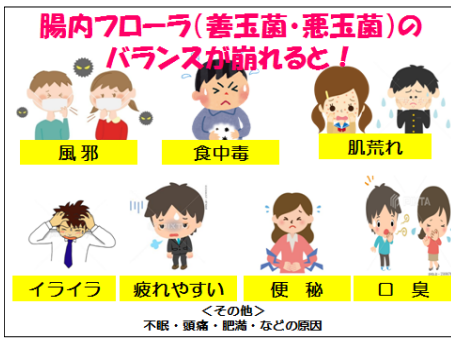 腸内フローラ(善玉菌・悪玉菌)の
バランスが崩れると!
風邪
食中毒
肌荒れ
イライラ
疲れやすい
便 秘
口 臭
<その他>
不眠・頭痛・肥満・などの原因